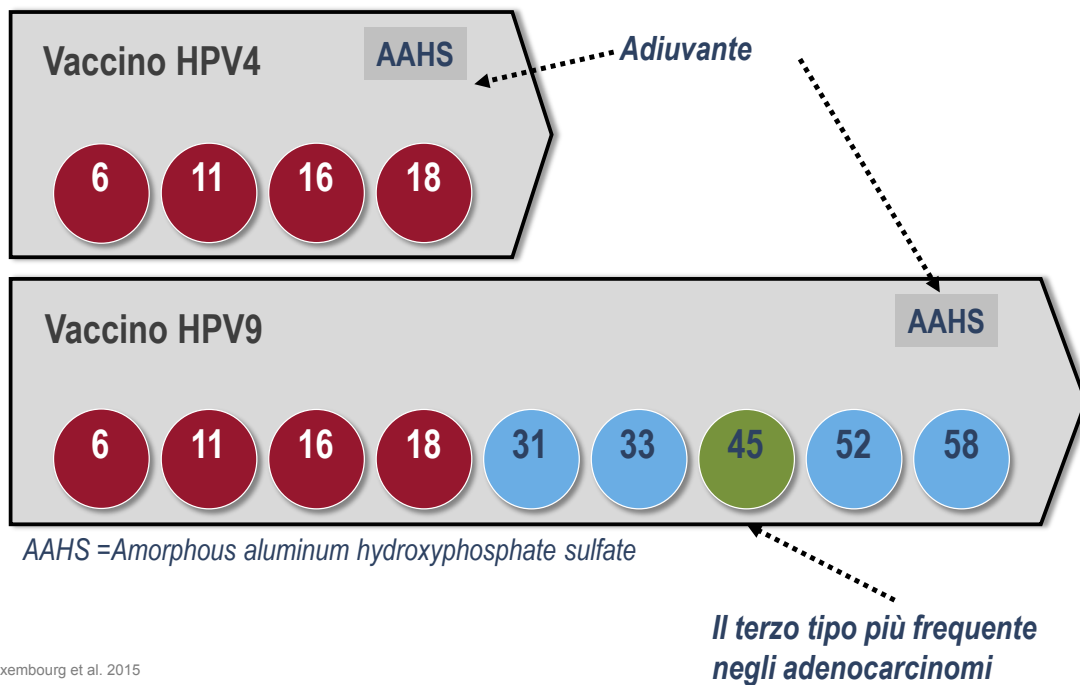 Vaccino HPV4
AAHS
Adiuvante
6 11 16 18
Vaccino HPV9
AAHS
6 11 16 18 31 33 45 52 58
AAHS =Amorphous aluminum hydroxyphosphate sulfate
Il terzo tipo più frequente
negli adenocarcinomi
xembourg et al. 2015